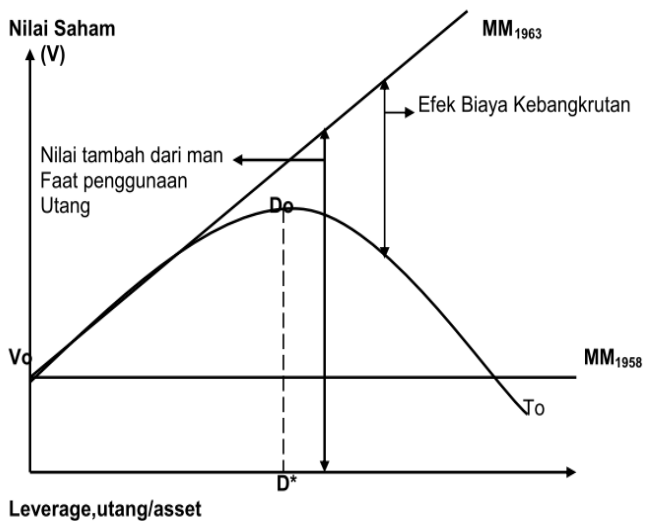 Nilai Saham
(V)
MM1963
Efek Biaya Kebangkrutan
Nilai tambah dari man
Faat penggunaan
Utang
Do
Vo
MM1958
To
D*
Leverage,utang/asset